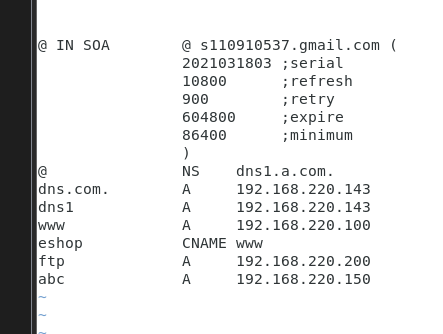 @ IN SOA @ s110910537.gmail.com (
2021031803 ;serial
10800 ;refresh
900 ;retry
604800 ;expire
86400 ;minimum
)
@ NS dns1.a.com.
dns.com. A 192.168.220.143
dns1 A 192.168.220.143
www A 192.168.220.100
eshop CNAME www
ftp A 192.168.220.200
abc A 192.168.220.150
~
~
~